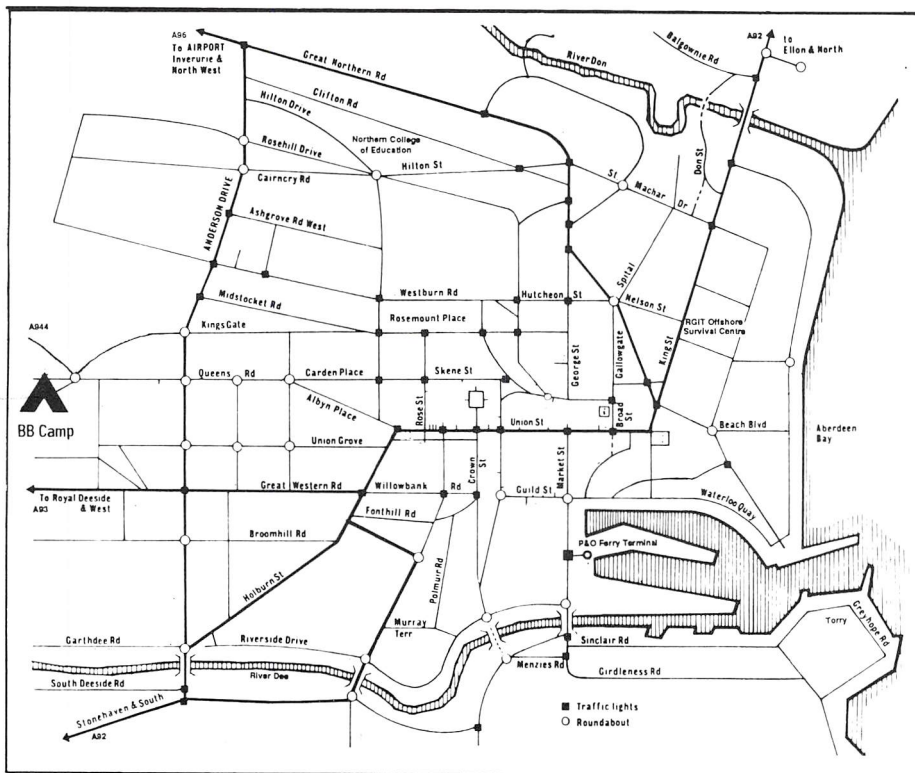 A96
To AIRPORT
Inverurie &
North West
Great Northern Rd
Clifton Rd
Hilton Drive
Northern College
of Education
Rosehill Drive
Hilton St
Cairncry Rd
ANDERSON DRIVE
Ashgrove Rd West
Midstocket Rd
Westburn Rd
Hutcheon St
Rosemount Place
KingsGate
A944
BB Camp
Queens Rd
Carden Place
Skene St
Albyn Place
Rose St
Union St
Union Grove
Crown
St
George St
Gallowgate
Broad
St
King St
Spital
Nelson St
St
Machar
Dr
Don St
River Don
Balgownie Rd
A92
to
Ellon & North
RGIT Offshore
Survival Centre
Beach Blvd
Aberdeen
Bay
To Royal Deeside
& West
A93
Great Western Rd
Willowbank Rd
Guild St
Market St
Waterloo Quay
Fonthill Rd
Broomhill Rd
Holburn St
Polmuir Rd
P&O Ferry Terminal
Murray
Terr
Garthdee Rd
Riverside Drive
River Dee
South Deeside Rd
Stonehaven & South
A92
Menzies Rd
Sinclair Rd
Girdleness Rd
Torry
Greyhope Rd
Traffic lights
Roundabout